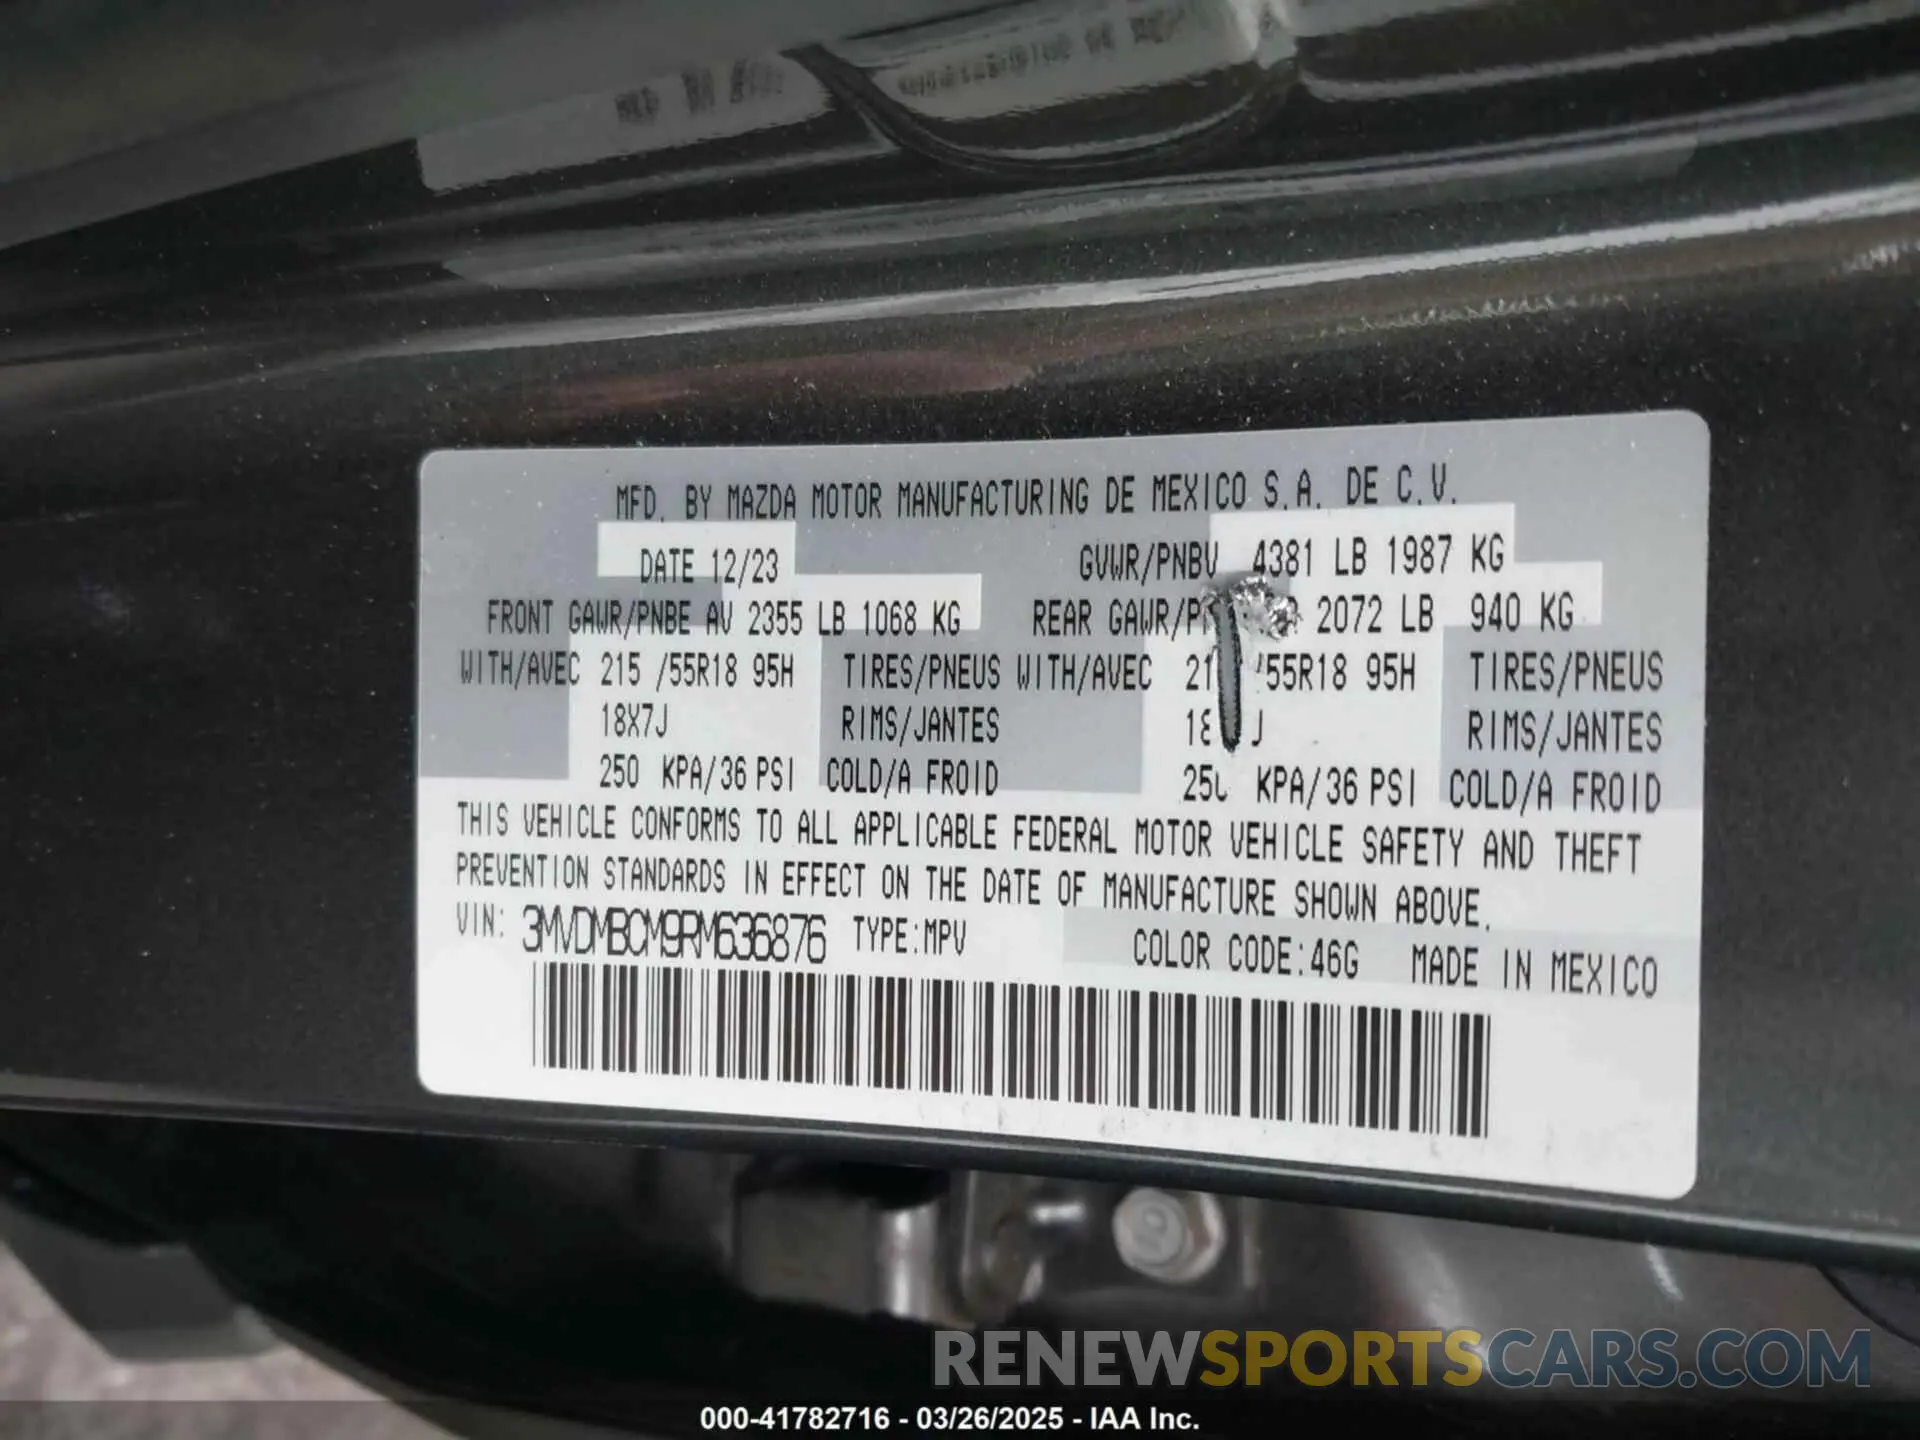 MFD. BY MAZDA MOTOR MANUFACTURING DE MEXICO S.A. DE C.V.
DATE 12/23 GVWR/PNBV 4381 LB 1987 KG
FRONT GAWR/PNBE AV 2355 LB 1068 KG REAR 2072 LB 940 KG
WITH/AVEC 215 /55R18 95H TIRES/PNEUS WITH/AVEC /55R18 95H TIRES/PNEUS
18X7J RIMS/JANTES RIMS/JANTES
250 KPA/36 PSI COLD/A FROID KPA/36 PSI COLD/A FROID
THIS VEHICLE CONFORMS TO ALL APPLICABLE FEDERAL MOTOR VEHICLE SAFETY AND THEFT
PREVENTION STANDARDS IN EFFECT ON THE DATE OF MANUFACTURE SHOWN ABOVE.
VIN: 3MVDMBCM9RM636876 TYPE:MPV COLOR CODE:46G MADE IN MEXICO
RENEWSPORTSCARS.COM
000-41782716 - 03/26/2025 - IAA Inc.